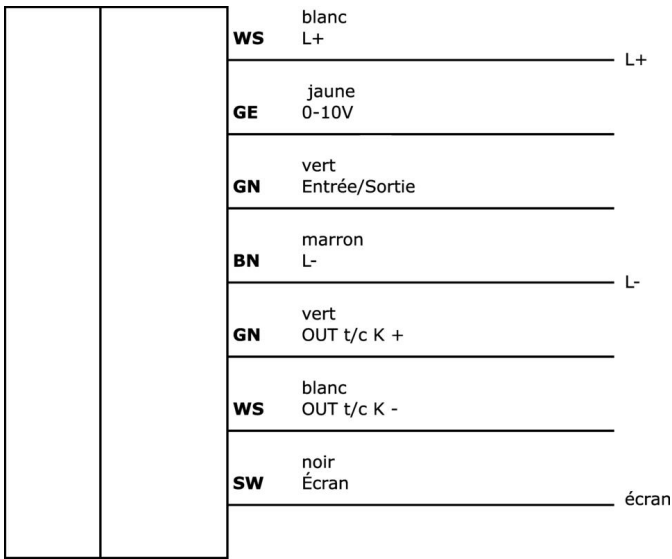 blanc
WS L+
L+
jaune
GE 0-10V
vert
GN Entrée/Sortie
marron
BN L-
L-
vert
GN OUT t/c K +
blanc
WS OUT t/c K -
noir
SW Écran
écran